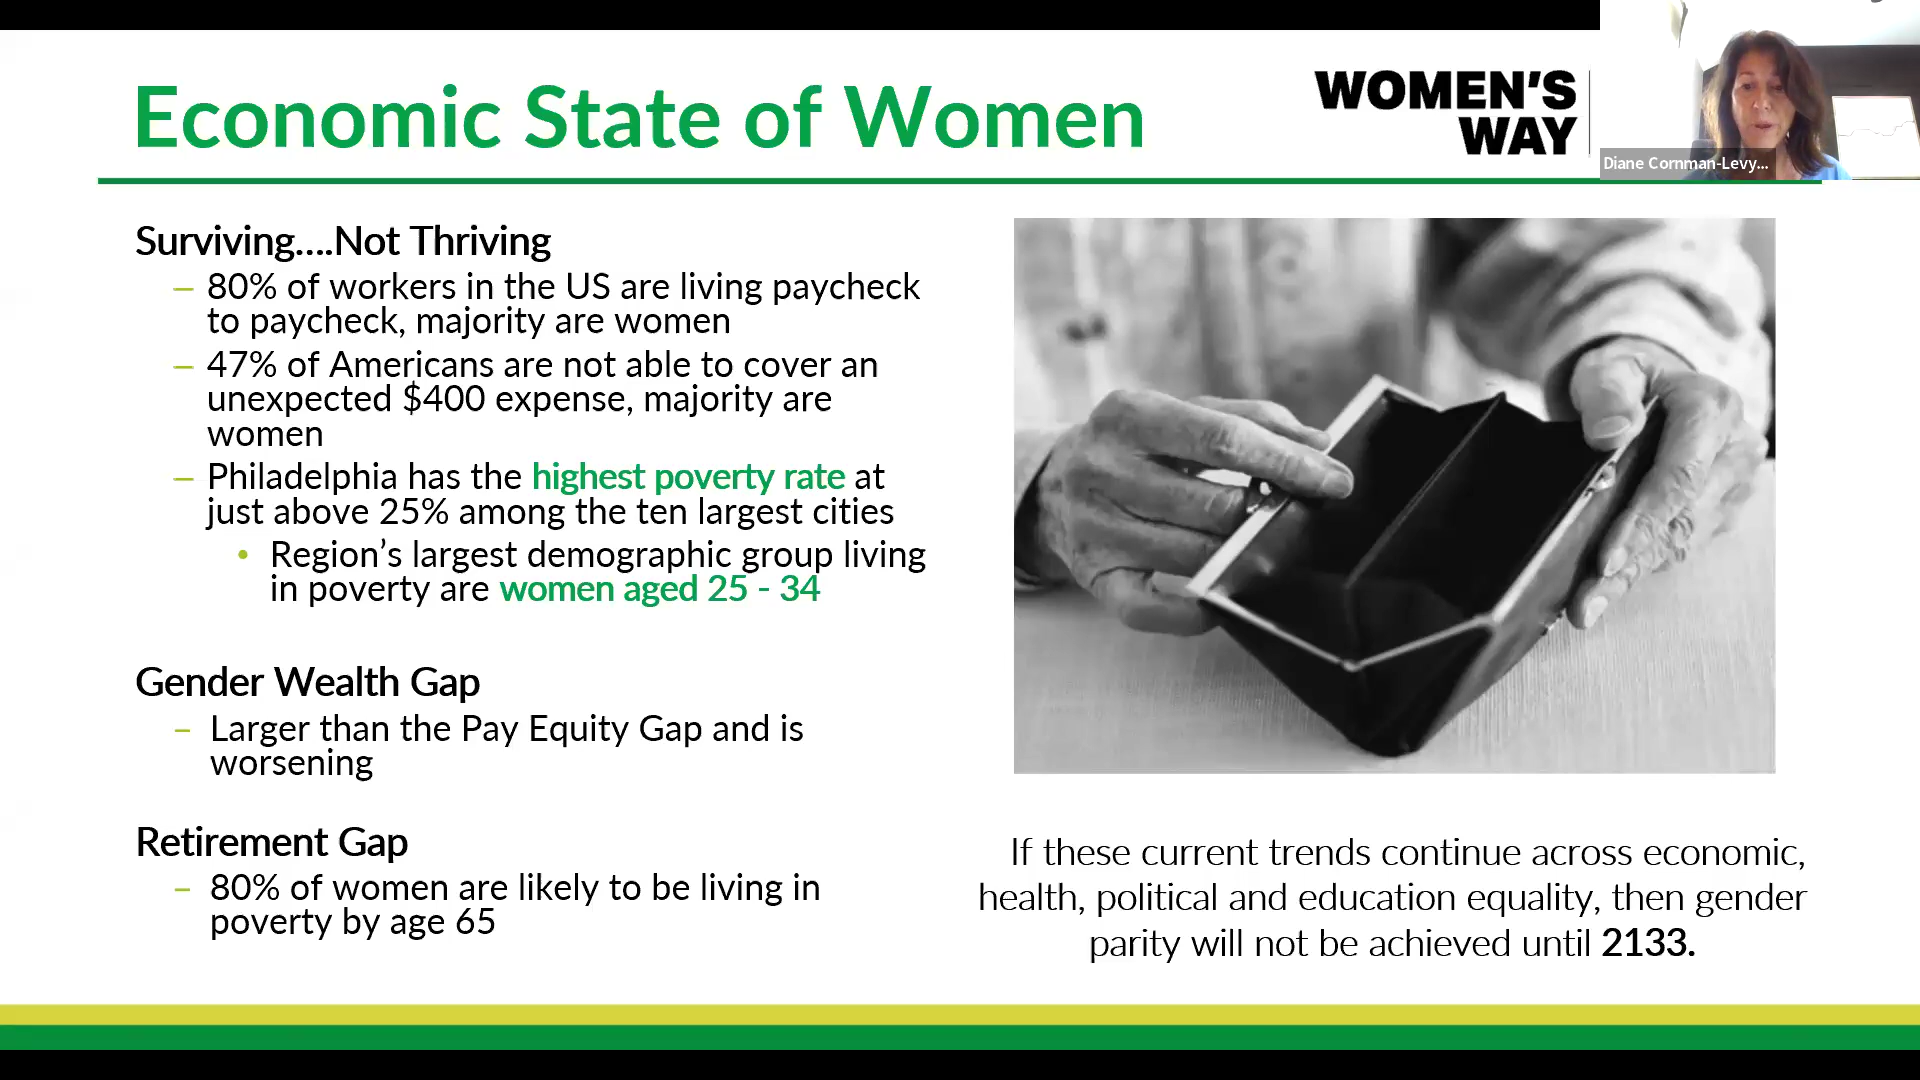 Economic State of Women
WOMEN'S
WAY
Diane Cornman-Levy...
Surviving....Not Thriving
– 80% of workers in the US are living paycheck
to paycheck, majority are women
– 47% of Americans are not able to cover an
unexpected $400 expense, majority are
women
– Philadelphia has the highest poverty rate at
just above 25% among the ten largest cities
• Region’s largest demographic group living
in poverty are women aged 25 - 34
Gender Wealth Gap
– Larger than the Pay Equity Gap and is
worsening
Retirement Gap
– 80% of women are likely to be living in
poverty by age 65
If these current trends continue across economic,
health, political and education equality, then gender
parity will not be achieved until 2133.